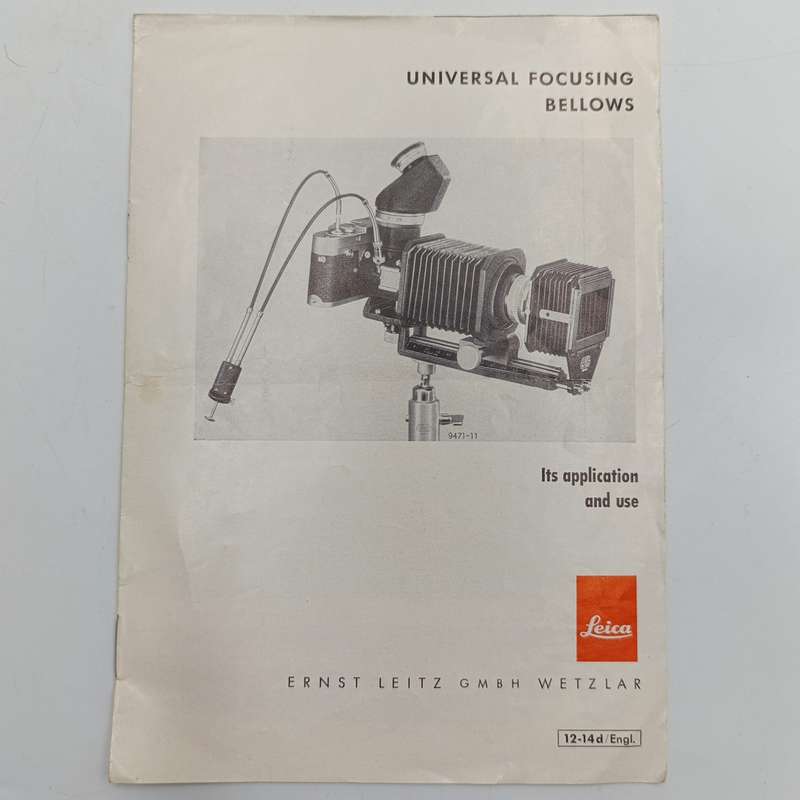 UNIVERSAL FOCUSING
BELLOWS
9471-11
Its application
and use
Leica
ERNST LEITZ GMBH WETZLAR
12-14d/Engl.